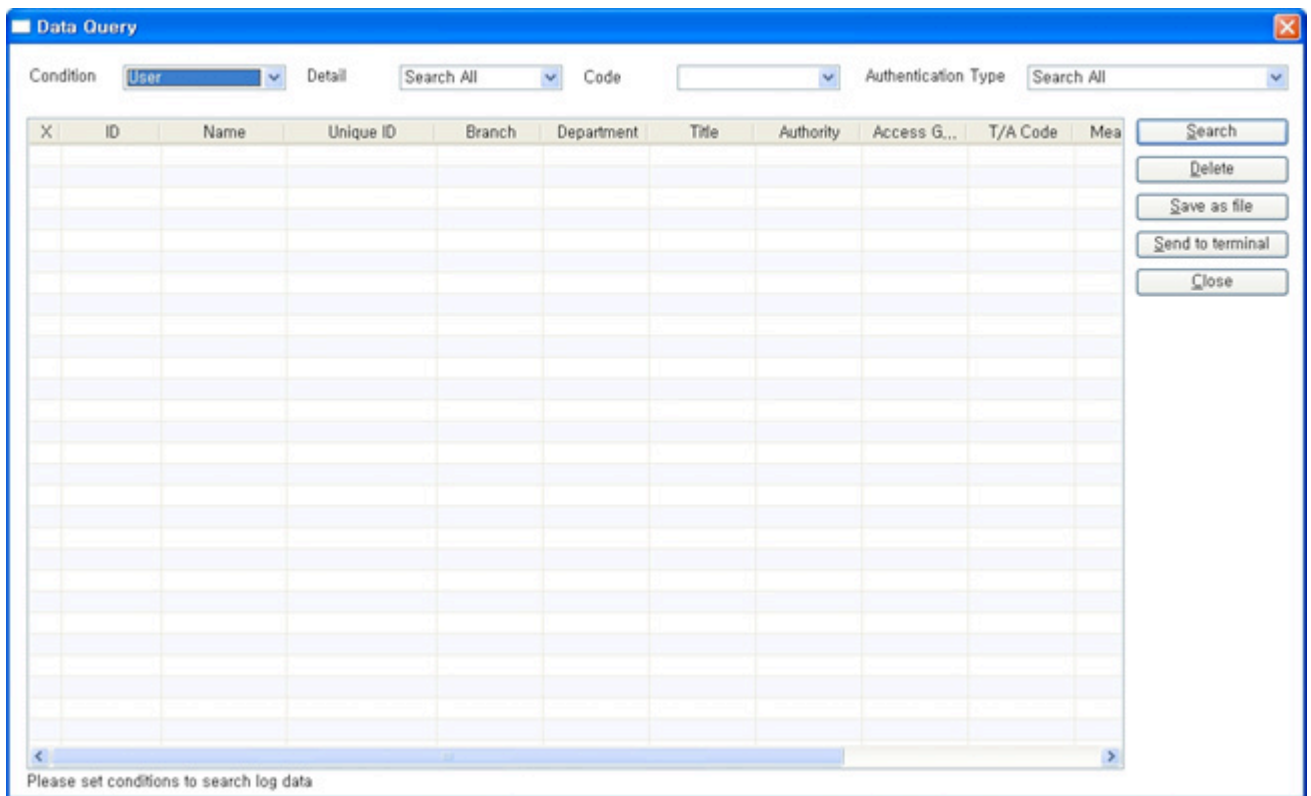 Data Query
Condition User Detail Search All Code Authentication Type Search All
X ID Name Unique ID Branch Department Title Authority Access G... T/A Code Mea
Search
Delete
Save as file
Send to terminal
Close
Please set conditions to search log data